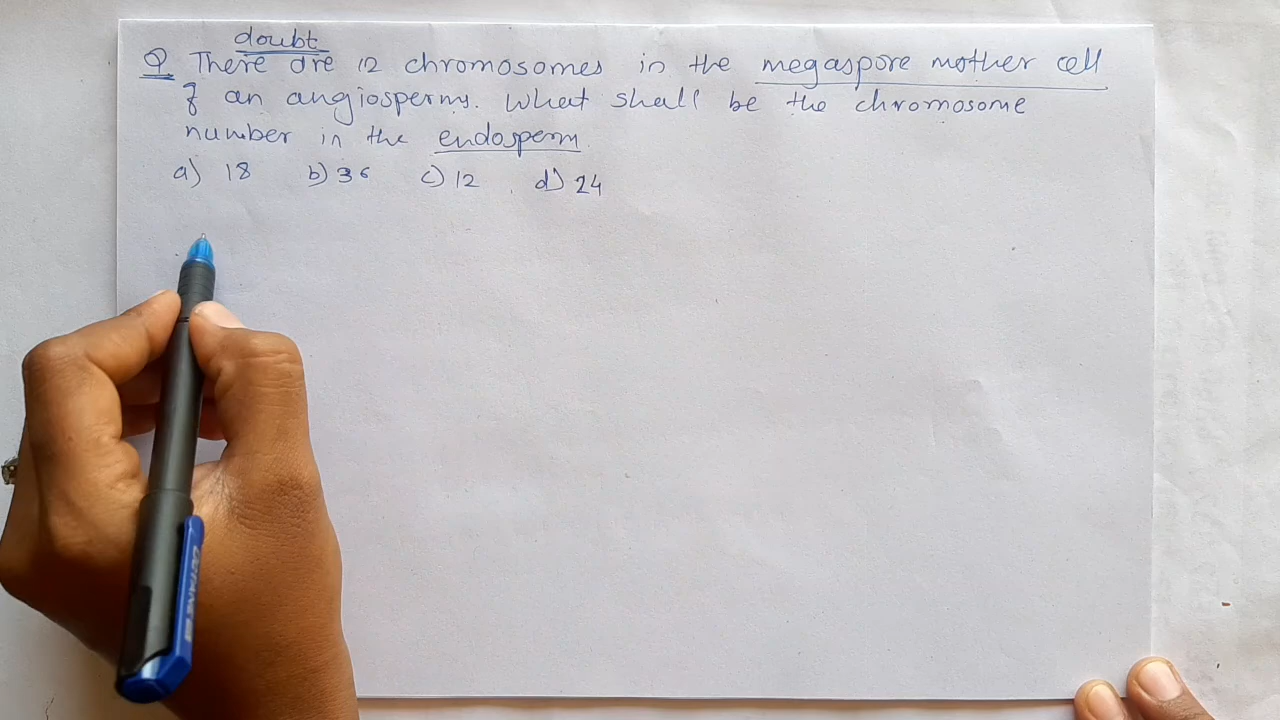 doubt
Q There are 12 chromosomes in the megaspore mother cell
of an angiosperms. What shall be the chromosome
number in the endosperm.
a) 18 b) 36 c) 12 d) 24
OCTANE